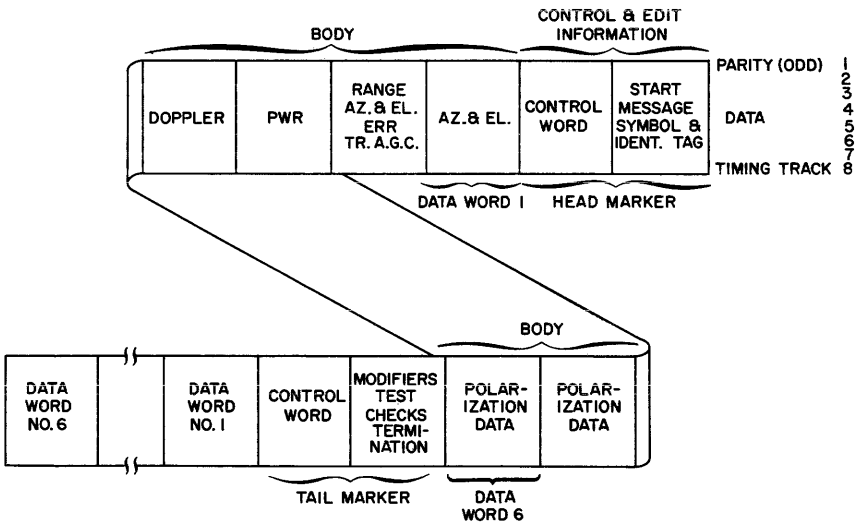 CONTROL & EDIT
INFORMATION
BODY
DOPPLER
PWR
RANGE
AZ. & EL.
ERR
TR. A.G.C.
AZ. & EL.
CONTROL
WORD
START
MESSAGE
SYMBOL &
IDENT. TAG
PARITY (ODD) 1
2
3
DATA 4
5
6
7
TIMING TRACK 8
DATA WORD 1
HEAD MARKER
BODY
DATA
WORD
NO. 6
DATA
WORD
NO. 1
CONTROL
WORD
MODIFIERS
TEST
CHECKS
TERMI-
NATION
POLAR-
IZATION
DATA
POLAR-
IZATION
DATA
TAIL MARKER
DATA
WORD 6